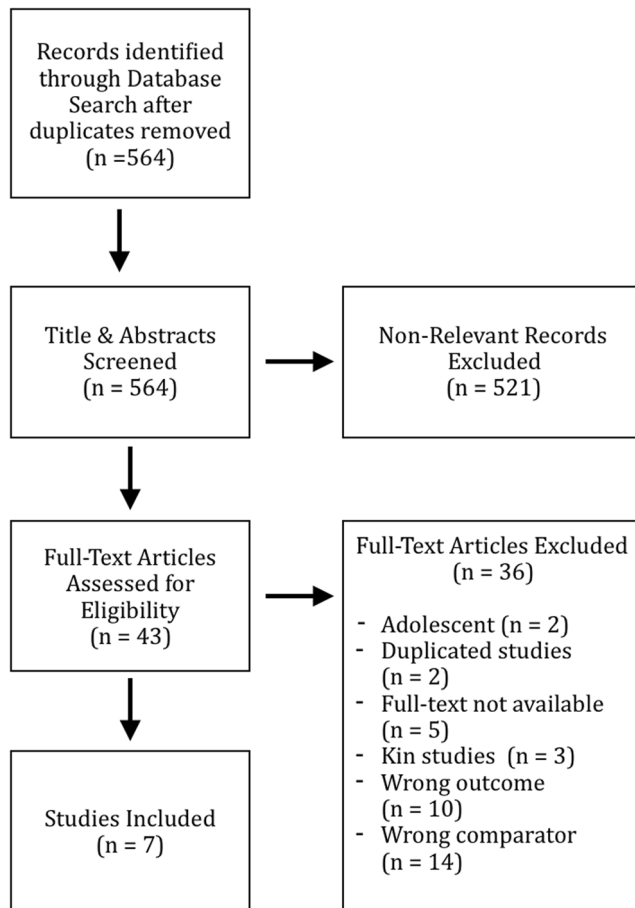 Records identified
through Database
Search after
duplicates removed
(n =564)
Title & Abstracts
Screened
(n = 564)
Non-Relevant Records
Excluded
(n = 521)
Full-Text Articles
Assessed for
Eligibility
(n = 43)
Full-Text Articles Excluded
(n = 36)
- Adolescent (n = 2)
- Duplicated studies
(n = 2)
- Full-text not available
(n = 5)
- Kin studies (n = 3)
- Wrong outcome
(n = 10)
- Wrong comparator
(n = 14)
Studies Included
(n = 7)